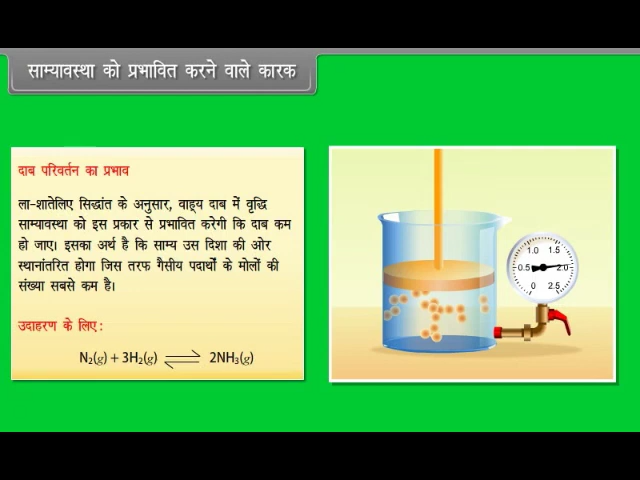 साम्यावस्था को प्रभावित करने वाले कारक
दाब परिवर्तन का प्रभाव
ला-शातेलिए सिद्धांत के अनुसार, वाह्य दाब में वृद्धि
साम्यावस्था को इस प्रकार से प्रभावित करेगी कि दाब कम
हो जाए। इसका अर्थ है कि साम्य उस दिशा की ओर
स्थानांतरित होगा जिस तरफ गैसीय पदार्थों के मोलों की
संख्या सबसे कम है।
उदाहरण के लिए:
N₂(g) + 3H₂(g) ⇌ 2NH₃(g)
1.0 1.5
0.5 2.0
0 2.5